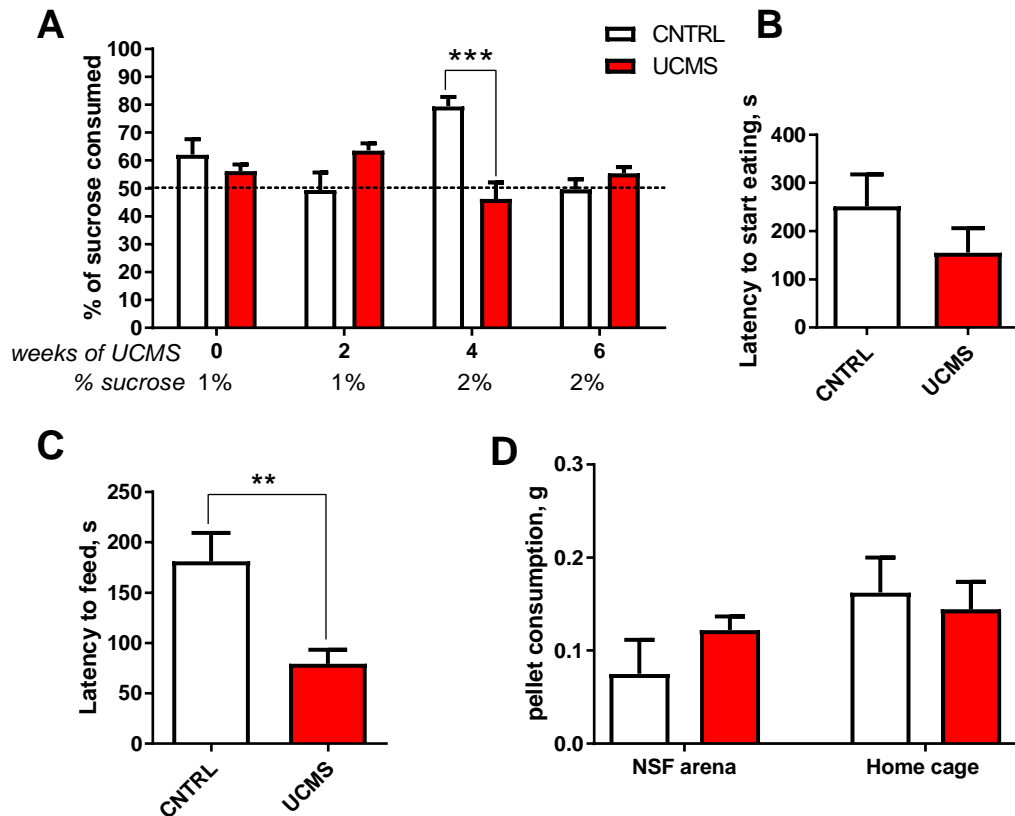 A
% of sucrose consumed
100
90
80
70
60
50
40
30
20
10
0
***
CNTRL
UCMS
weeks of UCMS 0 2 4 6
% sucrose 1% 1% 2% 2%
B
Latency to start eating, s
400
300
200
100
0
CNTRL
UCMS
C
Latency to feed, s
250
200
150
100
50
0
**
CNTRL
UCMS
D
pellet consumption, g
0.3
0.2
0.1
0.0
NSF arena
Home cage